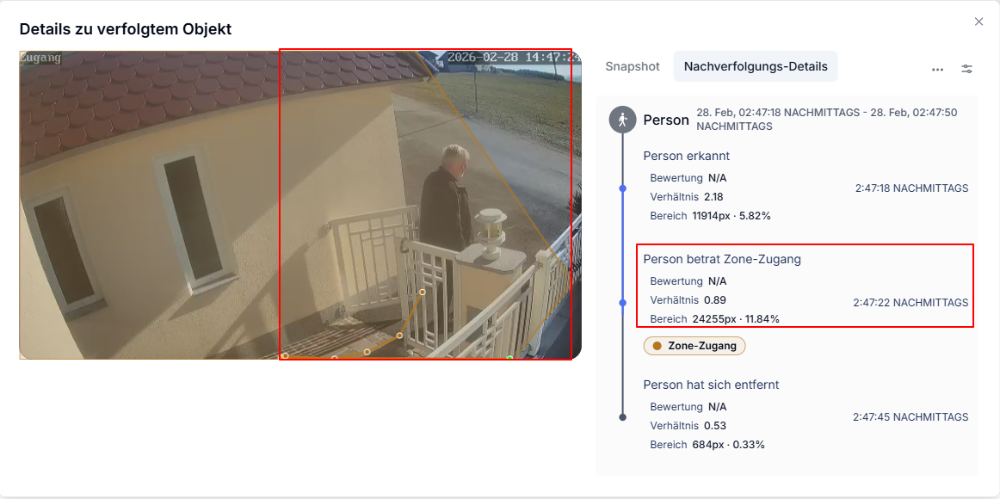 Details zu verfolgtem Objekt
Zugang
2026-02-28 14:47:24
Snapshot
Nachverfolgungs-Details
Person
28. Feb, 02:47:18 NACHMITTAGS - 28. Feb, 02:47:50
NACHMITTAGS
Person erkannt
Bewertung N/A
Verhältnis 2.18
2:47:18 NACHMITTAGS
Bereich 11914px · 5.82%
Person betrat Zone-Zugang
Bewertung N/A
Verhältnis 0.89
2:47:22 NACHMITTAGS
Bereich 24255px · 11.84%
Zone-Zugang
Person hat sich entfernt
Bewertung N/A
2:47:45 NACHMITTAGS
Verhältnis 0.53
Bereich 684px · 0.33%